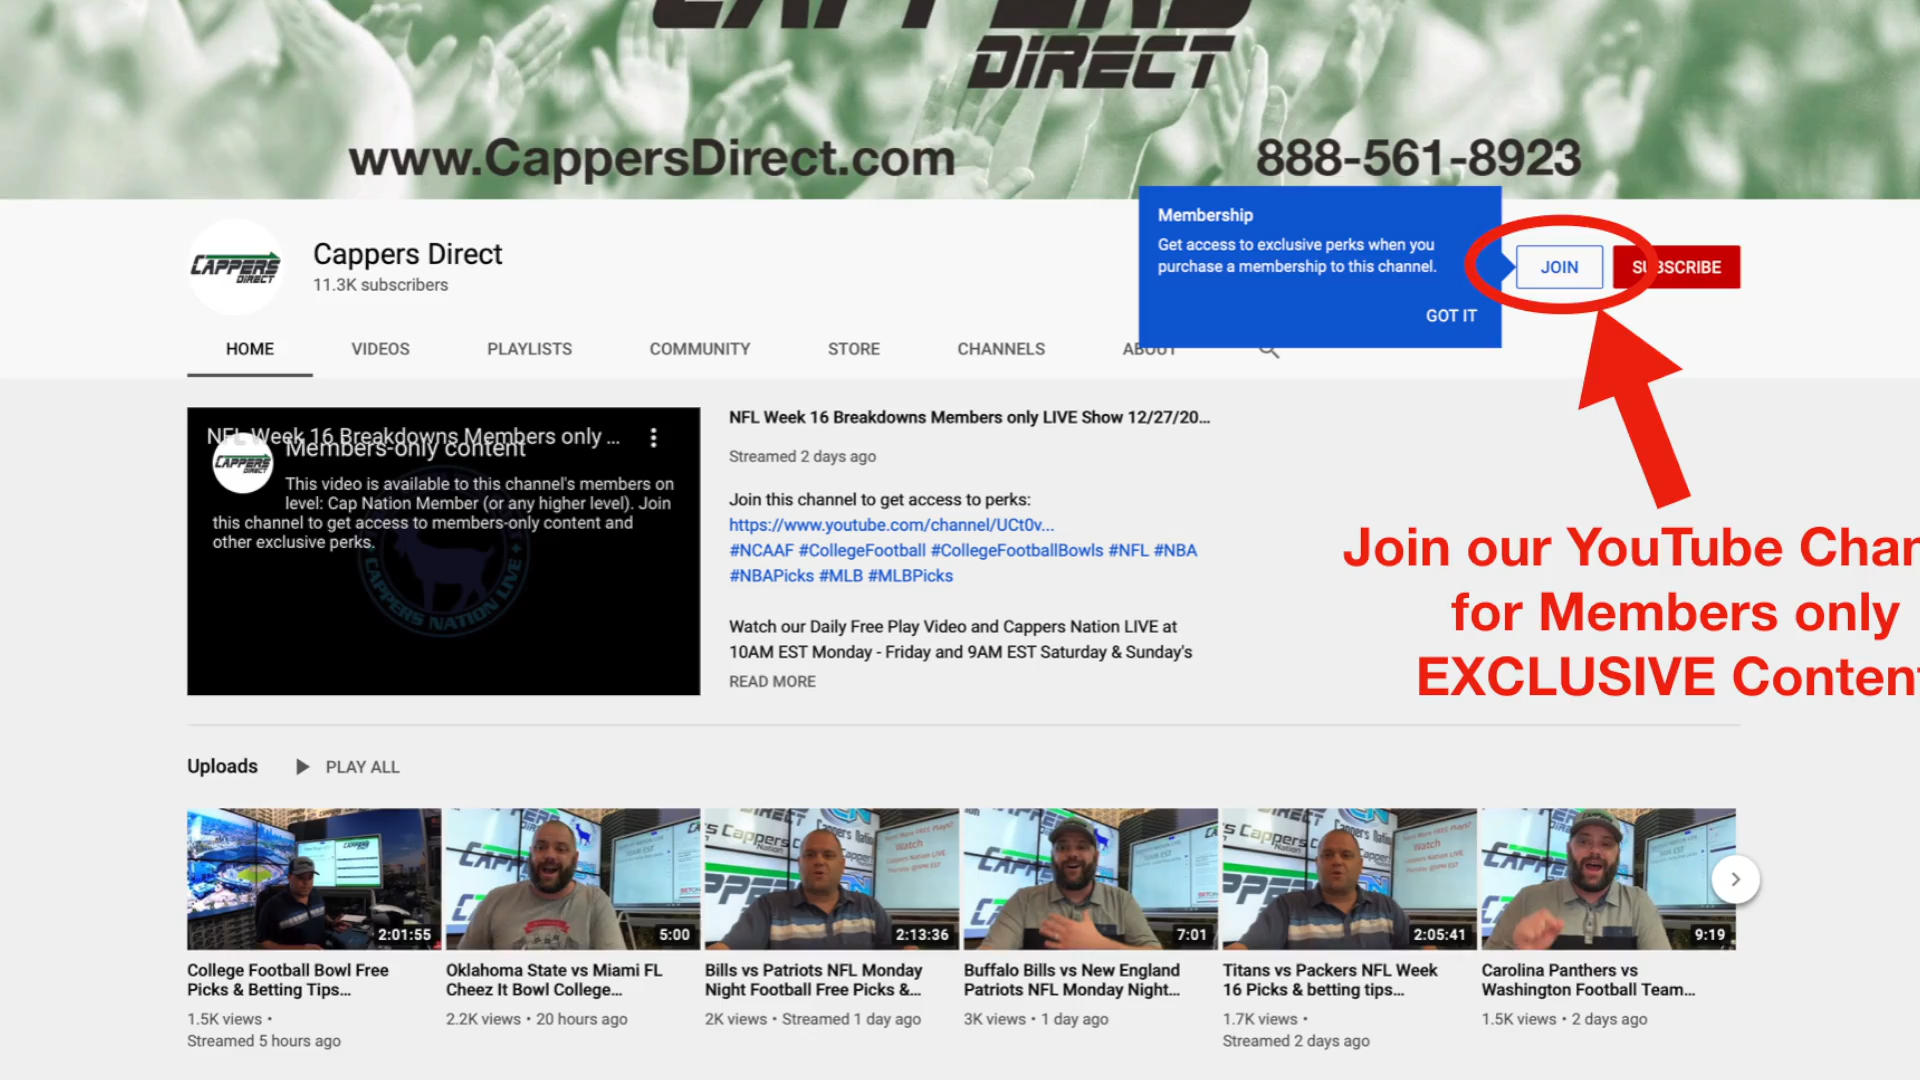 CAPPERS
DIRECT
www.CappersDirect.com
888-561-8923
Membership
Get access to exclusive perks when you
purchase a membership to this channel.
GOT IT
JOIN
SUBSCRIBE
CAPPERS
DIRECT
Cappers Direct
11.3K subscribers
HOME
VIDEOS
PLAYLISTS
COMMUNITY
STORE
CHANNELS
ABOUT
NFL Week 16 Breakdowns Members only ...
Members-only content
CAPPERS
DIRECT
This video is available to this channel's members on
level: Cap Nation Member (or any higher level). Join
this channel to get access to members-only content and
other exclusive perks.
CAPPERS NATION LIVE
NFL Week 16 Breakdowns Members only LIVE Show 12/27/20...
Streamed 2 days ago
Join this channel to get access to perks:
https://www.youtube.com/channel/UCt0v...
#NCAAF #CollegeFootball #CollegeFootballBowls #NFL #NBA
#NBAPicks #MLB #MLBPicks
Watch our Daily Free Play Video and Cappers Nation LIVE at
10AM EST Monday - Friday and 9AM EST Saturday & Sunday's
READ MORE
Join our YouTube Chan
for Members only
EXCLUSIVE Content
Uploads
PLAY ALL
2:01:55
5:00
2:13:36
7:01
2:05:41
9:19
College Football Bowl Free
Picks & Betting Tips...
1.5K views •
Streamed 5 hours ago
Oklahoma State vs Miami FL
Cheez It Bowl College...
2.2K views • 20 hours ago
Bills vs Patriots NFL Monday
Night Football Free Picks &...
2K views • Streamed 1 day ago
Buffalo Bills vs New England
Patriots NFL Monday Night...
3K views • 1 day ago
Titans vs Packers NFL Week
16 Picks & betting tips...
1.7K views •
Streamed 2 days ago
Carolina Panthers vs
Washington Football Team...
1.5K views • 2 days ago